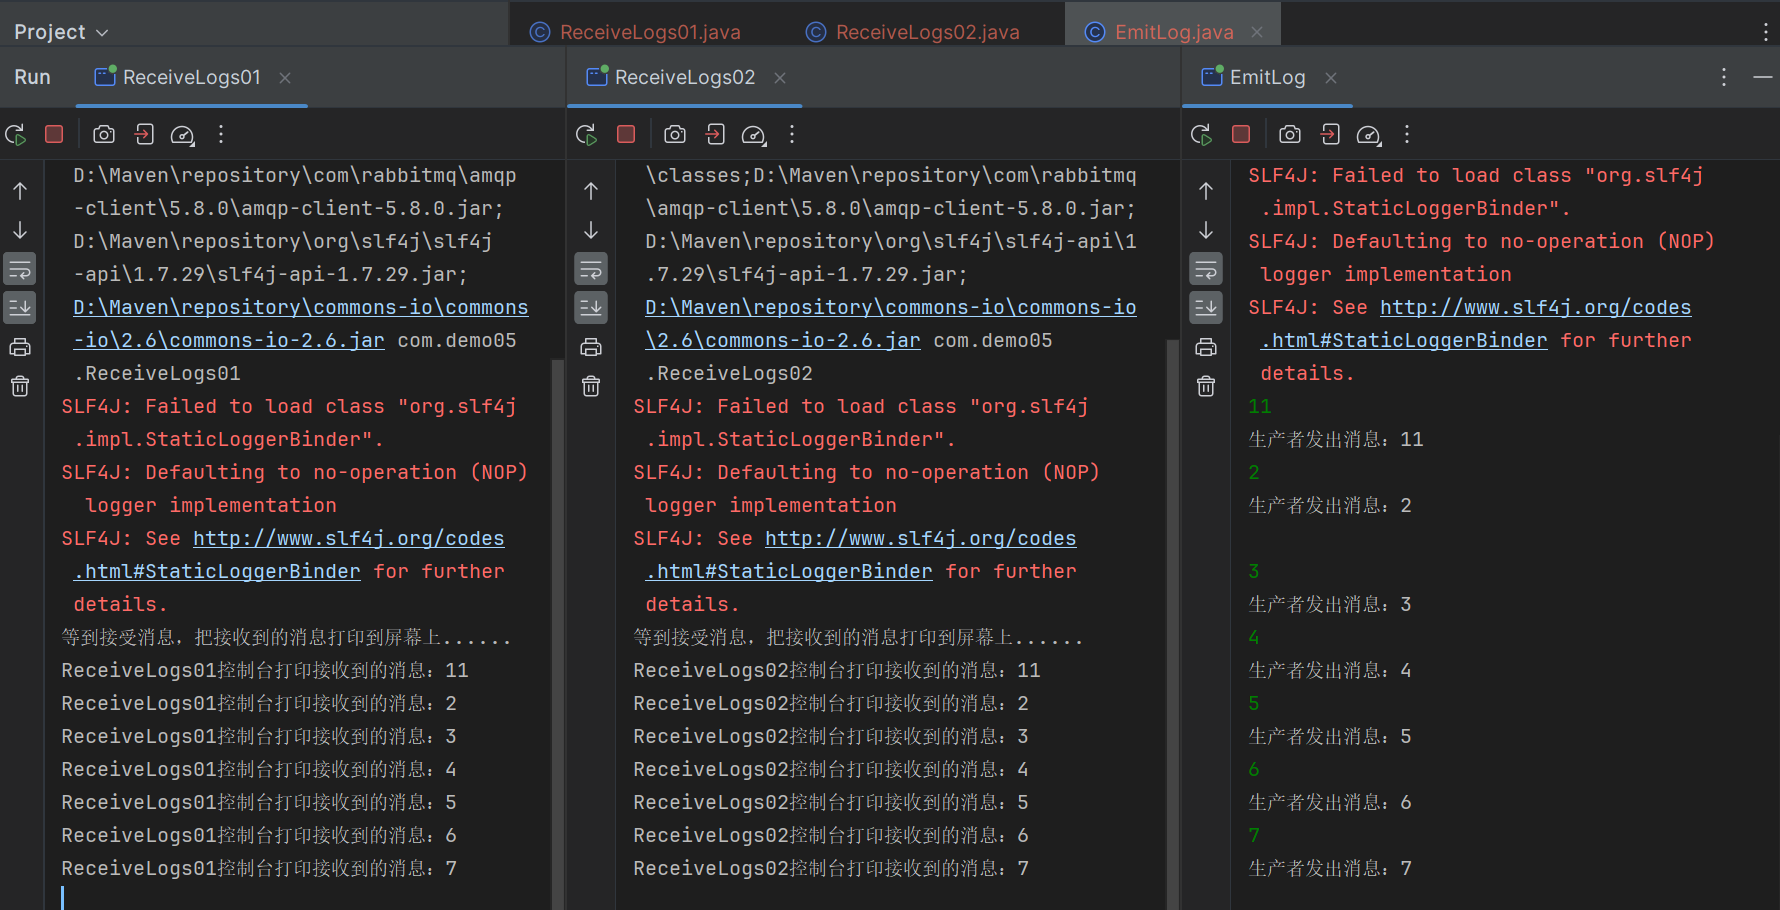 Project
ReceiveLogs01.java
ReceiveLogs02.java
EmitLog.java
Run
ReceiveLogs01
ReceiveLogs02
EmitLog
D:\Maven\repository\com\rabbitmq\amqp
-client\5.8.0\amqp-client-5.8.0.jar;
D:\Maven\repository\org\slf4j\slf4j
-api\1.7.29\slf4j-api-1.7.29.jar;
D:\Maven\repository\commons-io\commons
-io\2.6\commons-io-2.6.jar com.demo05
.ReceiveLogs01
SLF4J: Failed to load class "org.slf4j
.impl.StaticLoggerBinder".
SLF4J: Defaulting to no-operation (NOP)
logger implementation
SLF4J: See http://www.slf4j.org/codes
.html#StaticLoggerBinder for further
details.
等到接受消息，把接收到的消息打印到屏幕上......
ReceiveLogs01控制台打印接收到的消息：11
ReceiveLogs01控制台打印接收到的消息：2
ReceiveLogs01控制台打印接收到的消息：3
ReceiveLogs01控制台打印接收到的消息：4
ReceiveLogs01控制台打印接收到的消息：5
ReceiveLogs01控制台打印接收到的消息：6
ReceiveLogs01控制台打印接收到的消息：7
\classes;D:\Maven\repository\com\rabbitmq
\amqp-client\5.8.0\amqp-client-5.8.0.jar;
D:\Maven\repository\org\slf4j\slf4j-api\1
.7.29\slf4j-api-1.7.29.jar;
D:\Maven\repository\commons-io\commons-io
\2.6\commons-io-2.6.jar com.demo05
.ReceiveLogs02
SLF4J: Failed to load class "org.slf4j
.impl.StaticLoggerBinder".
SLF4J: Defaulting to no-operation (NOP)
logger implementation
SLF4J: See http://www.slf4j.org/codes
.html#StaticLoggerBinder for further
details.
等到接受消息，把接收到的消息打印到屏幕上......
ReceiveLogs02控制台打印接收到的消息：11
ReceiveLogs02控制台打印接收到的消息：2
ReceiveLogs02控制台打印接收到的消息：3
ReceiveLogs02控制台打印接收到的消息：4
ReceiveLogs02控制台打印接收到的消息：5
ReceiveLogs02控制台打印接收到的消息：6
ReceiveLogs02控制台打印接收到的消息：7
SLF4J: Failed to load class "org.slf4j
.impl.StaticLoggerBinder".
SLF4J: Defaulting to no-operation (NOP)
logger implementation
SLF4J: See http://www.slf4j.org/codes
.html#StaticLoggerBinder for further
details.
11
生产者发出消息：11
2
生产者发出消息：2
3
生产者发出消息：3
4
生产者发出消息：4
5
生产者发出消息：5
6
生产者发出消息：6
7
生产者发出消息：7